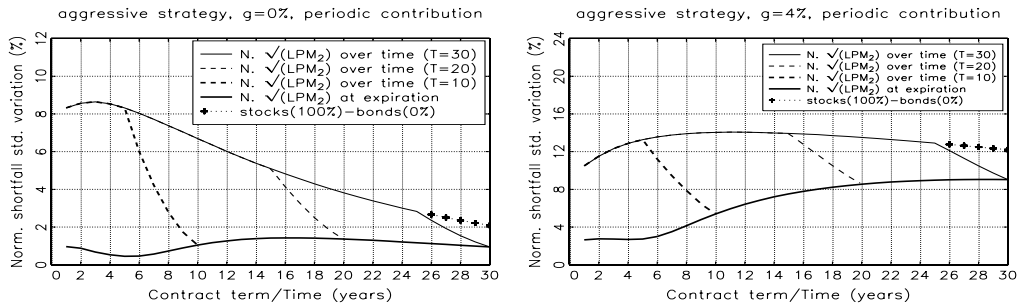 aggressive strategy, g=0%, periodic contribution
Norm. shortfall std. variation (%)
12
10
8
6
4
2
0
N. √(LPM₂) over time (T=30)
N. √(LPM₂) over time (T=20)
N. √(LPM₂) over time (T=10)
N. √(LPM₂) at expiration
stocks(100%)-bonds(0%)
0 2 4 6 8 10 12 14 16 18 20 22 24 26 28 30
Contract term/Time (years)
aggressive strategy, g=4%, periodic contribution
Norm. shortfall std. variation (%)
24
20
16
12
8
4
0
N. √(LPM₂) over time (T=30)
N. √(LPM₂) over time (T=20)
N. √(LPM₂) over time (T=10)
N. √(LPM₂) at expiration
stocks(100%)-bonds(0%)
0 2 4 6 8 10 12 14 16 18 20 22 24 26 28 30
Contract term/Time (years)